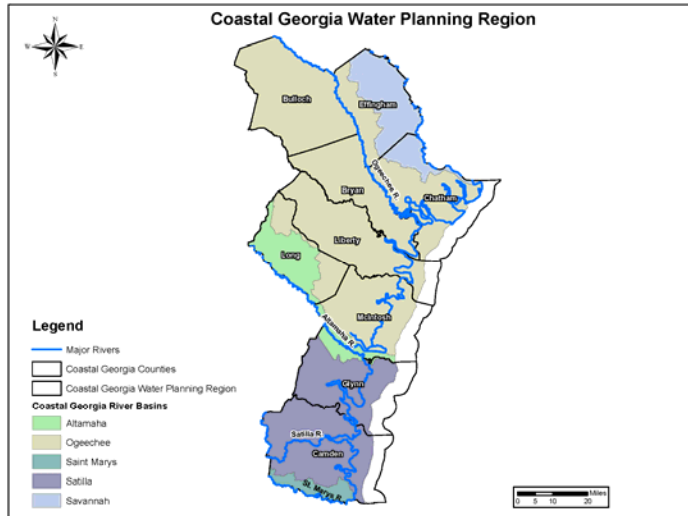 Coastal Georgia Water Planning Region
N
W E
S
Bulloch
Effingham
Ogeechee R.
Bryan
Chatham
Liberty
Long
McIntosh
Altamaha R.
Glynn
Satilla R.
Camden
St. Marys R.
Legend
Major Rivers
Coastal Georgia Counties
Coastal Georgia Water Planning Region
Coastal Georgia River Basins
Altamaha
Ogeechee
Saint Marys
Satilla
Savannah
Miles
0 5 10 20